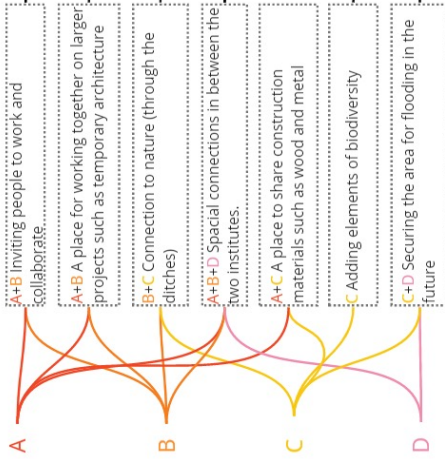 A+B Inviting people to work and
collaborate
A+B A place for working together on larger
projects such as temporary architecture
B+C Connection to nature (through the
ditches)
A+B+D Spacial connections in between the
two institutes.
A+C A place to share construction
materials such as wood and metal
C Adding elements of biodiversity
C+D Securing the area for flooding in the
future
A
B
C
D